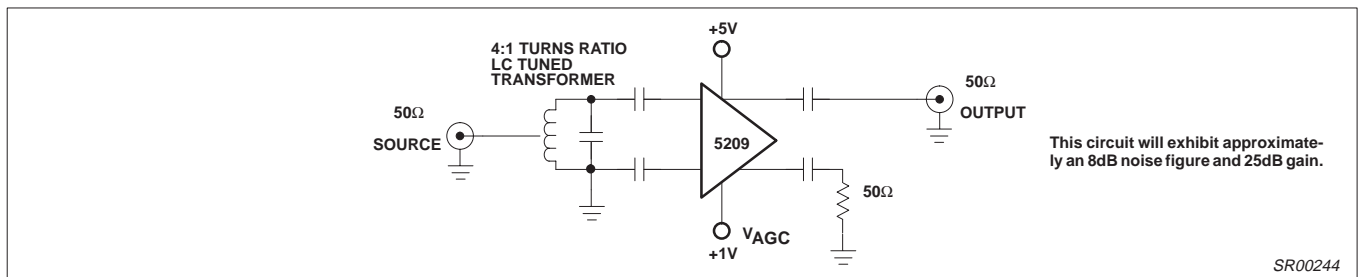 +5V
4:1 TURNS RATIO
LC TUNED
TRANSFORMER
50Ω
SOURCE
5209
50Ω
OUTPUT
This circuit will exhibit approximate-
ly an 8dB noise figure and 25dB gain.
50Ω
VAGC
+1V
SR00244